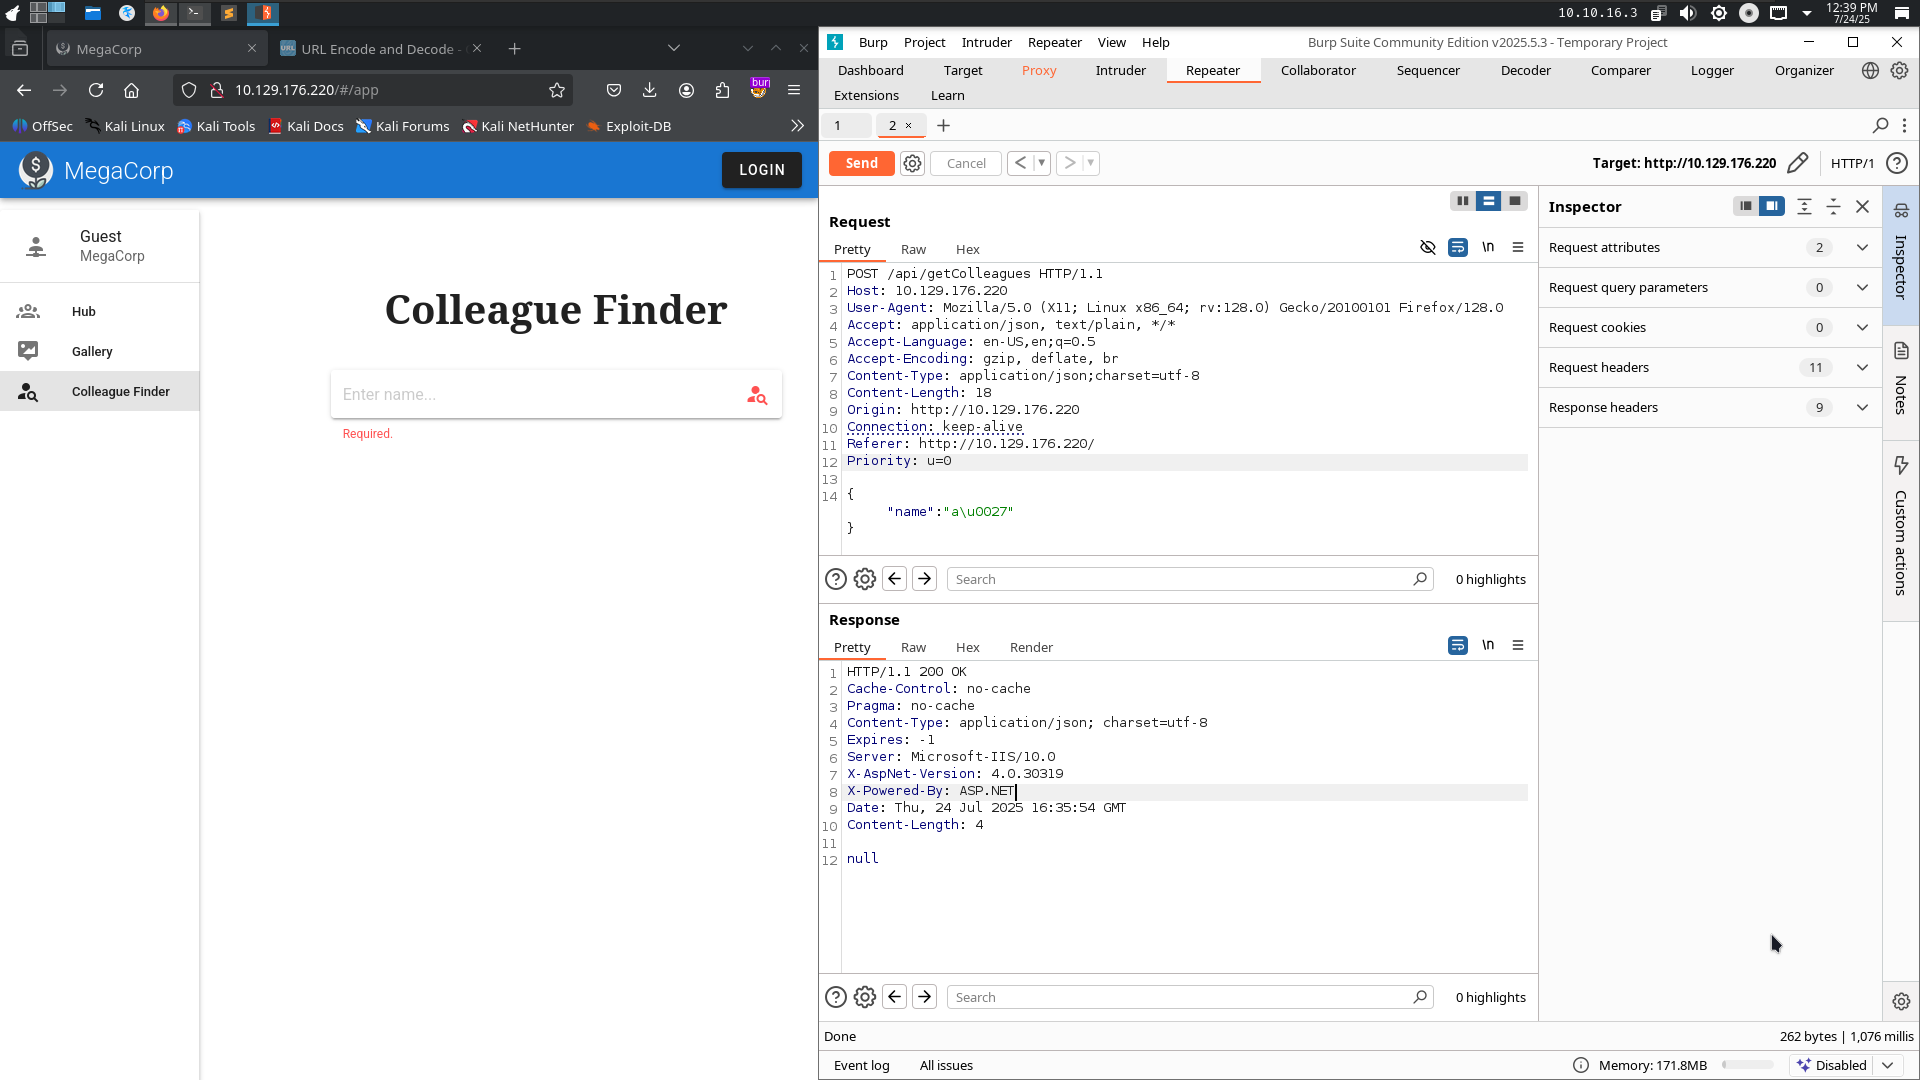 10.10.16.3
12:39 PM
7/24/25
MegaCorp
URL Encode and Decode -
10.129.176.220/#/app
OffSec
Kali Linux
Kali Tools
Kali Docs
Kali Forums
Kali NetHunter
Exploit-DB
MegaCorp
LOGIN
Guest
MegaCorp
Hub
Gallery
Colleague Finder
Colleague Finder
Enter name...
Required.
Burp Project Intruder Repeater View Help
Burp Suite Community Edition v2025.5.3 - Temporary Project
Dashboard Target Proxy Intruder Repeater Collaborator Sequencer Decoder Comparer Logger Organizer
Extensions Learn
1 2 × +
Send
Cancel
Target: http://10.129.176.220
HTTP/1
Request
Pretty Raw Hex
\n
1 POST /api/getColleagues HTTP/1.1
2 Host: 10.129.176.220
3 User-Agent: Mozilla/5.0 (X11; Linux x86_64; rv:128.0) Gecko/20100101 Firefox/128.0
4 Accept: application/json, text/plain, */*
5 Accept-Language: en-US,en;q=0.5
6 Accept-Encoding: gzip, deflate, br
7 Content-Type: application/json;charset=utf-8
8 Content-Length: 18
9 Origin: http://10.129.176.220
10 Connection: keep-alive
11 Referer: http://10.129.176.220/
12 Priority: u=0
13
14 {
"name":"a\u0027"
}
Search
0 highlights
Response
Pretty Raw Hex Render
\n
1 HTTP/1.1 200 OK
2 Cache-Control: no-cache
3 Pragma: no-cache
4 Content-Type: application/json; charset=utf-8
5 Expires: -1
6 Server: Microsoft-IIS/10.0
7 X-AspNet-Version: 4.0.30319
8 X-Powered-By: ASP.NET
9 Date: Thu, 24 Jul 2025 16:35:54 GMT
10 Content-Length: 4
11
12 null
Search
0 highlights
Inspector
Request attributes 2
Request query parameters 0
Request cookies 0
Request headers 11
Response headers 9
Inspector
Notes
Custom actions
Done
262 bytes | 1,076 millis
Event log
All issues
Memory: 171.8MB
Disabled